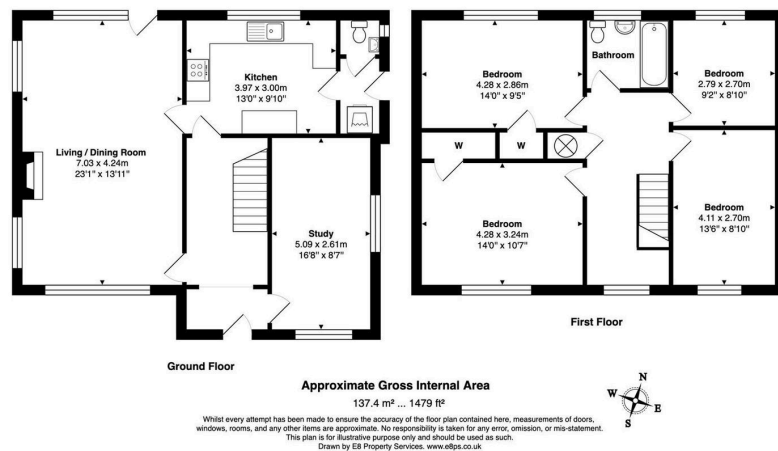 Living / Dining Room
7.03 x 4.24m
23'1" x 13'11"
Kitchen
3.97 x 3.00m
13'0" x 9'10"
Study
5.09 x 2.61m
16'8" x 8'7"
Ground Floor
Bedroom
4.28 x 2.86m
14'0" x 9'5"
Bathroom
Bedroom
2.79 x 2.70m
9'2" x 8'10"
W
W
Bedroom
4.28 x 3.24m
14'0" x 10'7"
Bedroom
4.11 x 2.70m
13'6" x 8'10"
First Floor
Approximate Gross Internal Area
137.4 m² ... 1479 ft²
N
W
E
S
Whilst every attempt has been made to ensure the accuracy of the floor plan contained here, measurements of doors,
windows, rooms, and any other items are approximate. No responsibility is taken for any error, omission, or mis-statement.
This plan is for illustrative purpose only and should be used as such.
Drawn by E8 Property Services. www.e8ps.co.uk